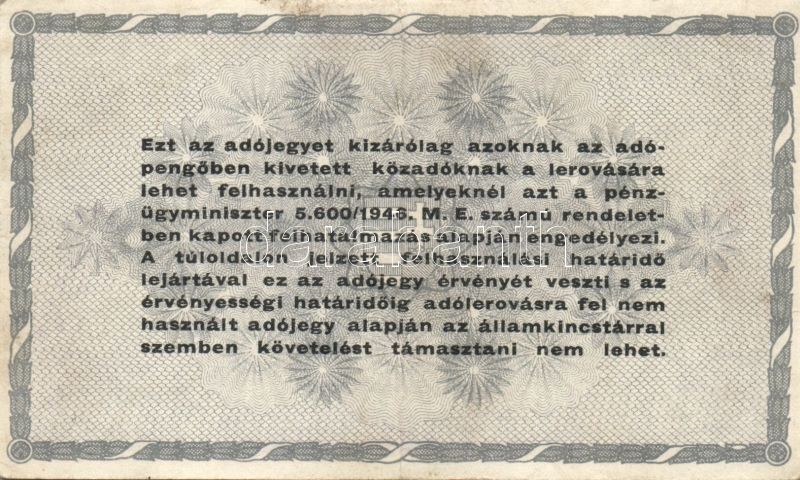 Ezt az adójegyet kizárólag azoknak az adó-
pengőben kivetett közadóknak a lerovására
lehet felhasználni, amelyeknél azt a pénz-
ügyminiszter 5.600/1946. M. E. számú rendelet-
ben kapott felhatalmazás alapján engedélyezi.
A túloldalon jelzett felhasználási határidő
lejártával ez az adójegy érvényét veszti s az
érvényességi határidőig adólerovásra fel nem
használt adójegy alapján az államkincstárral
szemben követelést támasztani nem lehet.